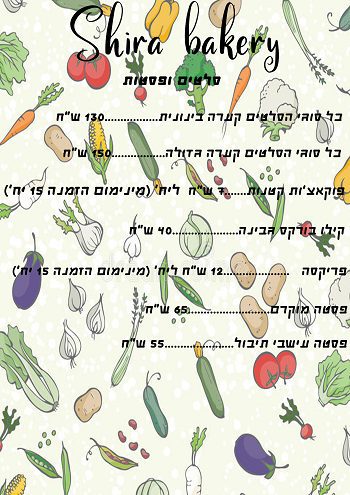 Shira bakery
סלטים ופסטות
כל סוגי הסלטים קערה בינונית...............130 ש"ח
כל סוגי הסלטים קערה גדולה...............150 ש"ח
פוקאצ'ות קטנות......7 ש"ח ליח' (מינימום הזמנה 15 יח')
קילו בורקס גבינה..................40 ש"ח
פריקסה ..................12 ש"ח ליח' (מינימום הזמנה 15 יח')
פסטה מוקרם.......................65 ש"ח
פסטה עישבי תיבול....................55 ש"ח